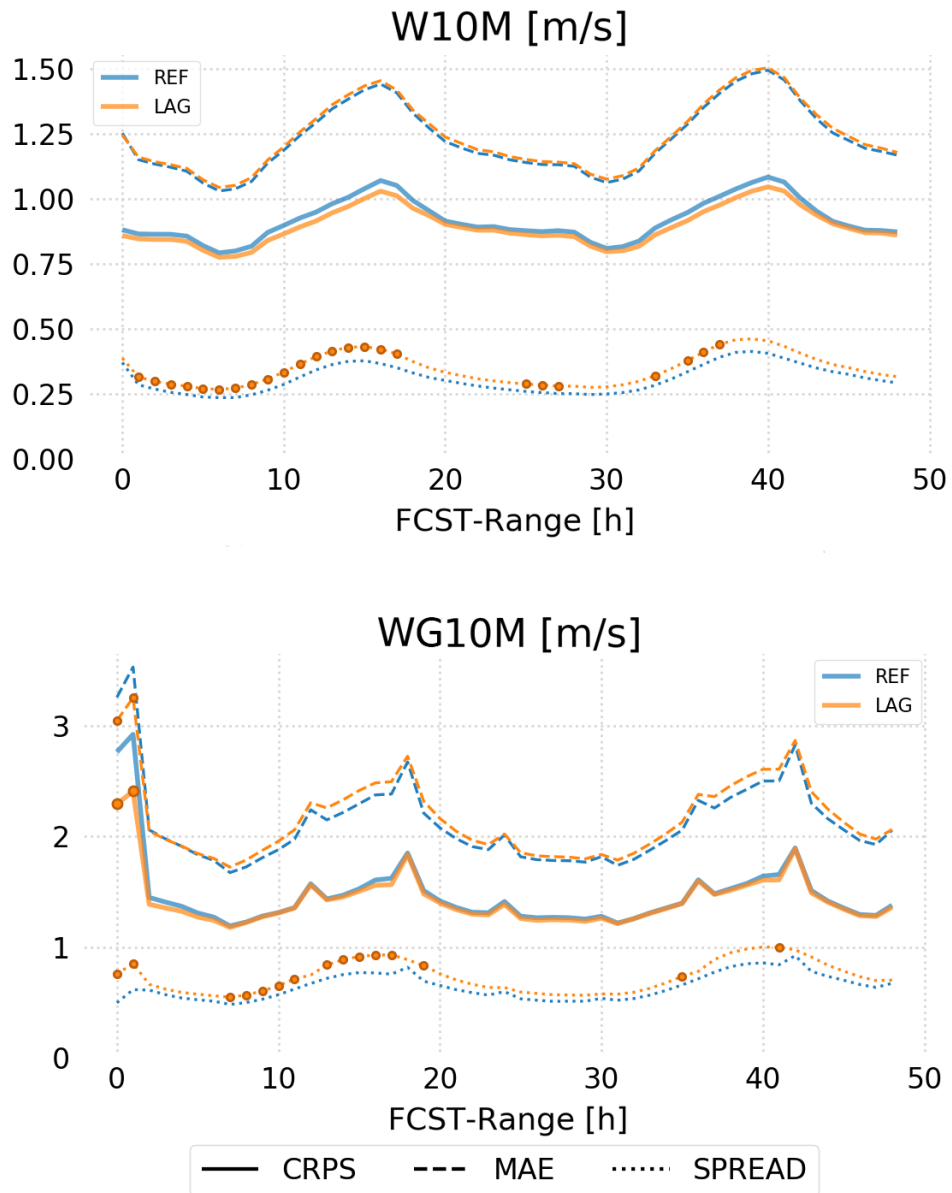 W10M [m/s]
1.50
1.25
1.00
0.75
0.50
0.25
0.00
REF
LAG
0 10 20 30 40 50
FCST-Range [h]
WG10M [m/s]
3
2
1
0
REF
LAG
0 10 20 30 40 50
FCST-Range [h]
CRPS MAE SPREAD